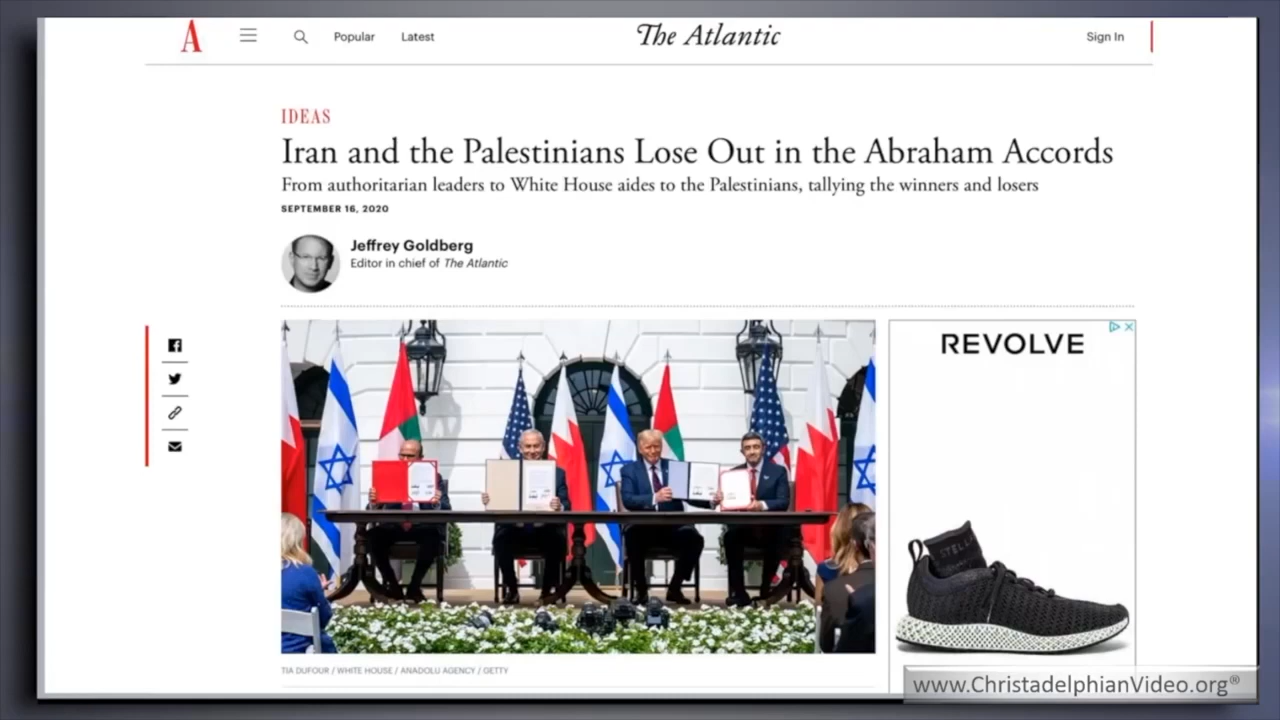 A
Popular
Latest
The Atlantic
Sign In
IDEAS
Iran and the Palestinians Lose Out in the Abraham Accords
From authoritarian leaders to White House aides to the Palestinians, tallying the winners and losers
SEPTEMBER 16, 2020
Jeffrey Goldberg
Editor in chief of The Atlantic
REVOLVE
STELLA
TIA DUFOUR / WHITE HOUSE / ANADOLU AGENCY / GETTY
www.ChristadelphianVideo.org®